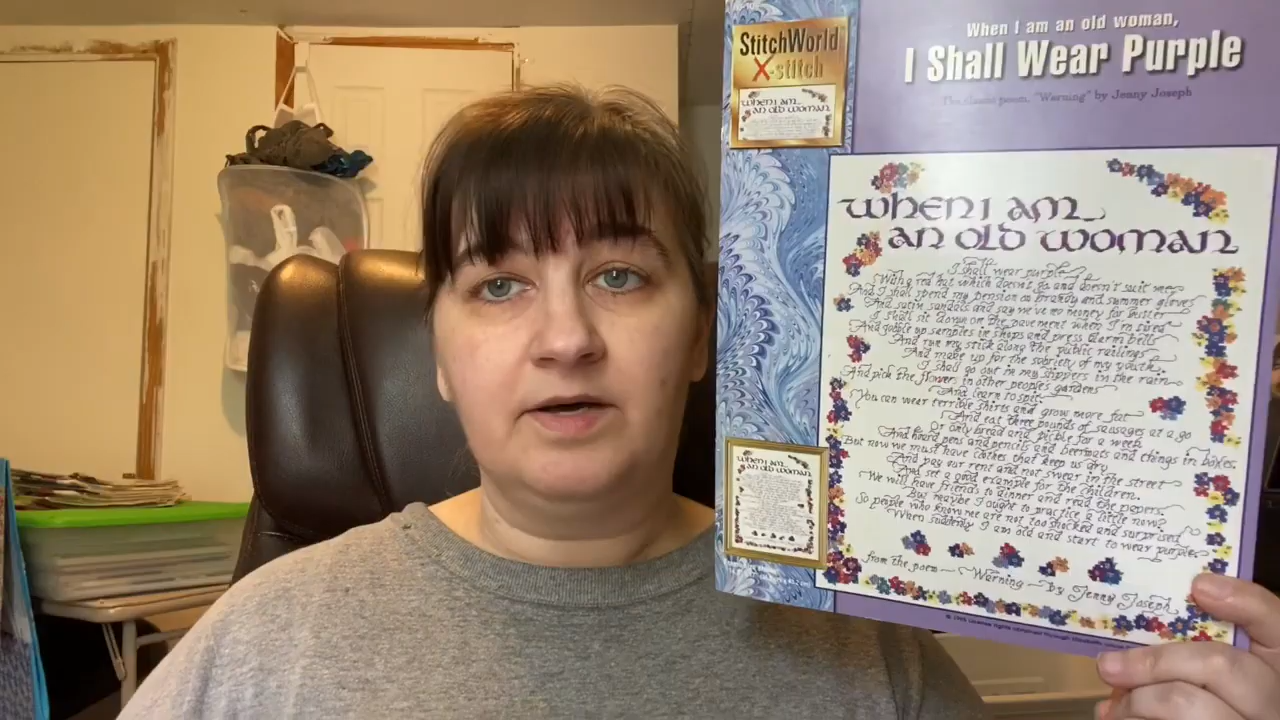 When I am an old woman,
I Shall Wear Purple
The classic poem, "Warning" by Jenny Joseph
StitchWorld
X-stitch
when I am
an old woman
when I am
an old woman
I shall wear purple
With a red hat which doesn't go and doesn't suit me
And I shall spend my pension on brandy and summer gloves
And satin sandals and say we've no money for butter
I shall sit down on the pavement when I'm tired
And gobble up samples in shops and press alarm bells
And run my stick along the public railings
And make up for the sobriety of my youth.
I shall go out in my slippers in the rain
And pick the flowers in other people's gardens
And learn to spit.
You can wear terrible shirts and grow more fat
And eat three pounds of sausages at a go
Or only bread and pickle for a week
And hoard pens and pencils and beermats and things in boxes.
But now we must have clothes that keep us dry
And pay our rent and not swear in the street
And set a good example for the children.
We will have friends to dinner and read the papers.
But maybe I ought to practice a little now?
So people who know me are not too shocked and surprised
When suddenly I am old and start to wear purple.
from the poem — Warning — by Jenny Joseph
when I am
an old woman